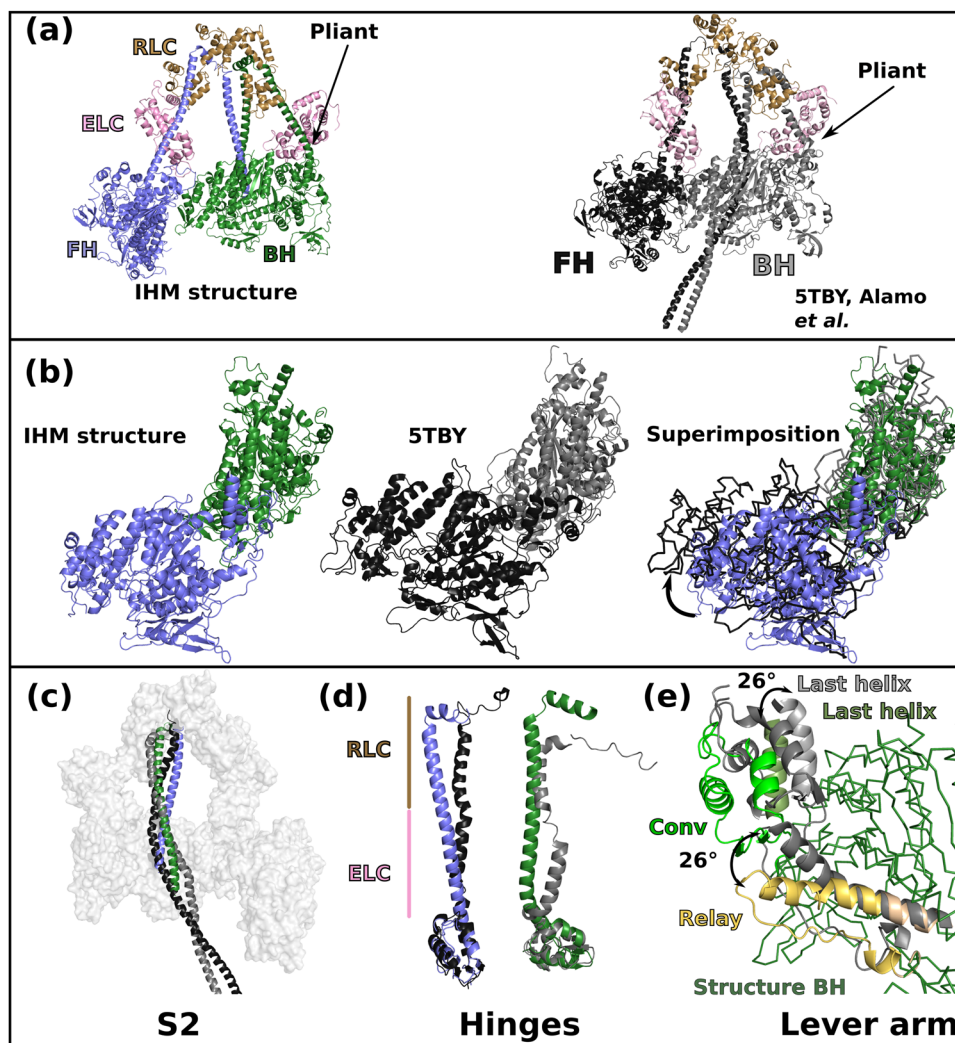 (a)
RLC
Pliant
ELC
FH
BH
IHM structure
Pliant
FH
BH
5TBY, Alamo
et al.
(b)
IHM structure
5TBY
Superimposition
(c)
S2
(d)
RLC
ELC
Hinges
(e)
26°
Last helix
Last helix
Conv
26°
Relay
Structure BH
Lever arm